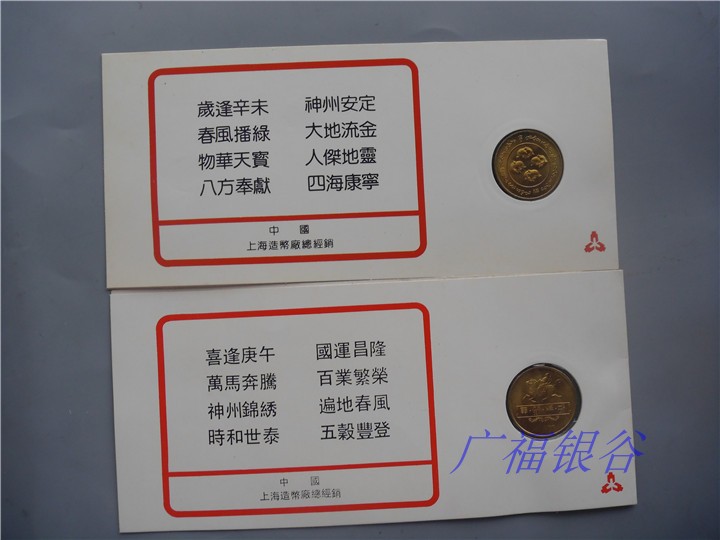 歲逢辛未 神州安定
春風播綠 大地流金
物華天寳 人傑地靈
八方奉獻 四海康寧
中 國
上海造幣廠總經銷
喜逢庚午 國運昌隆
萬馬奔騰 百業繁榮
神州錦綉 遍地春風
時和世泰 五穀豐登
中 國
上海造幣廠總經銷
广福银谷